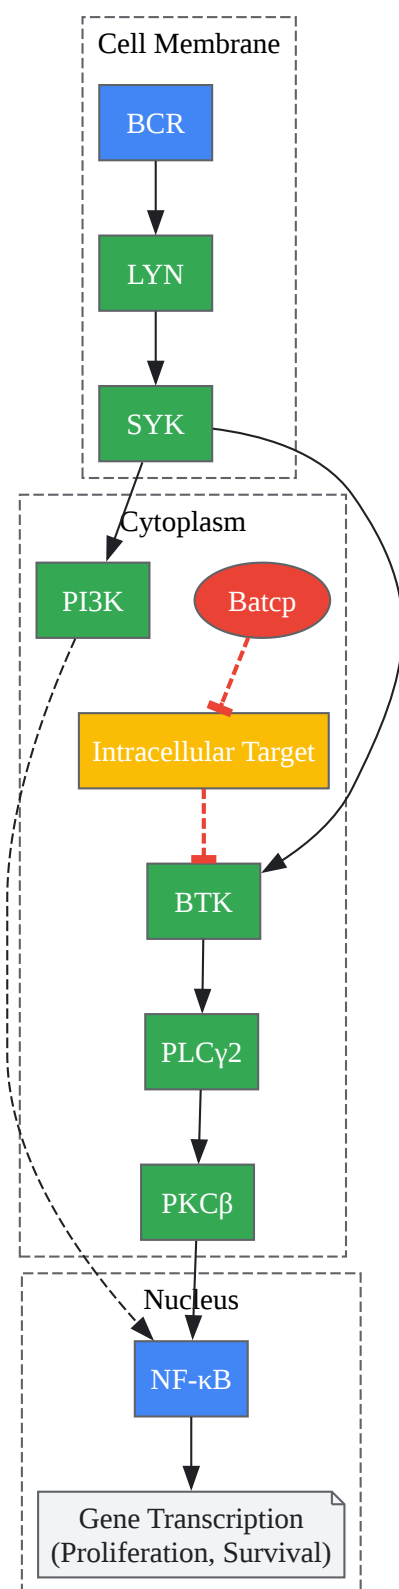 Cell Membrane
BCR
LYN
SYK
Cytoplasm
PI3K
Batcp
Intracellular Target
BTK
PLCγ2
PKCβ
Nucleus
NF-κB
Gene Transcription
(Proliferation, Survival)